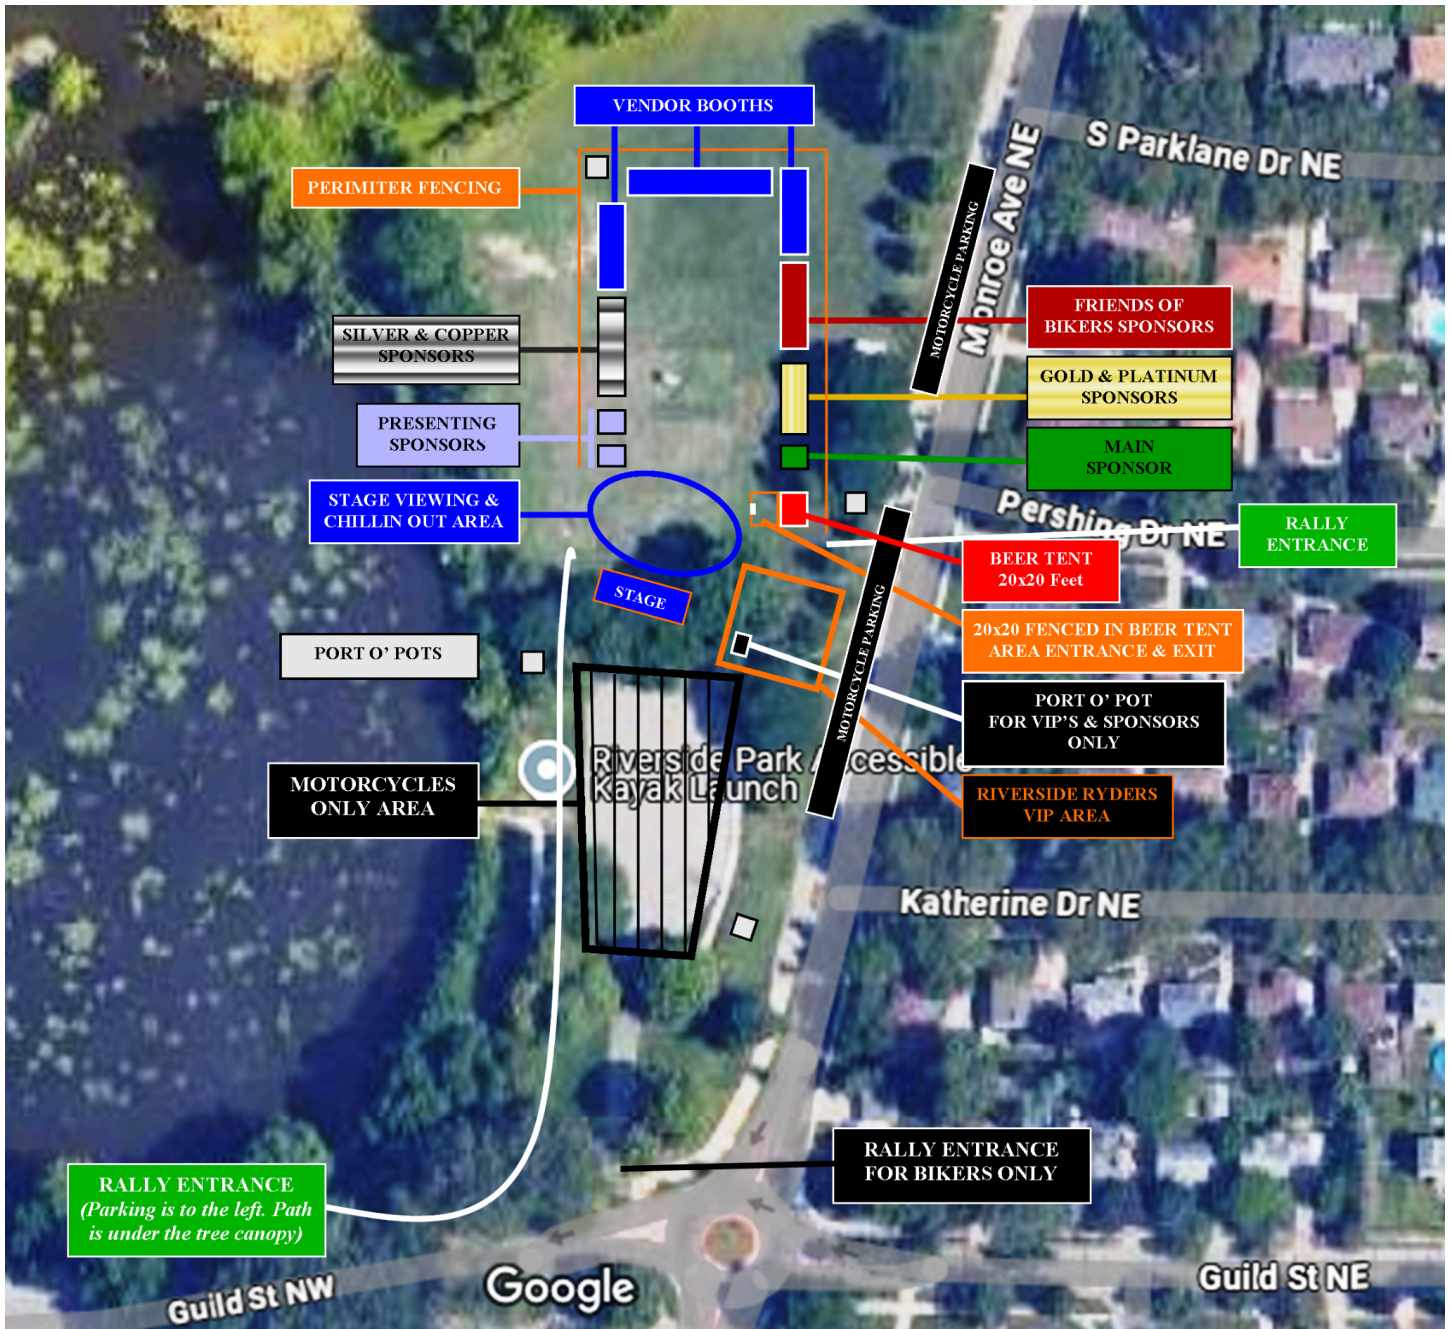 VENDOR BOOTHS
S Parklane Dr NE
PERIMITER FENCING
MOTORCYCLE PARKING
Monroe Ave NE
FRIENDS OF
BIKERS SPONSORS
SILVER & COPPER
SPONSORS
GOLD & PLATINUM
SPONSORS
PRESENTING
SPONSORS
MAIN
SPONSOR
STAGE VIEWING &
CHILLIN OUT AREA
Pershing Dr NE
RALLY
ENTRANCE
BEER TENT
20x20 Feet
STAGE
20x20 FENCED IN BEER TENT
AREA ENTRANCE & EXIT
PORT O' POTS
MOTORCYCLE PARKING
PORT O' POT
FOR VIP'S & SPONSORS
ONLY
Riverside Park Accessible
Kayak Launch
MOTORCYCLES
ONLY AREA
RIVERSIDE RYDERS
VIP AREA
Katherine Dr NE
RALLY ENTRANCE
FOR BIKERS ONLY
RALLY ENTRANCE
(Parking is to the left. Path
is under the tree canopy)
Google
Guild St NW
Guild St NE